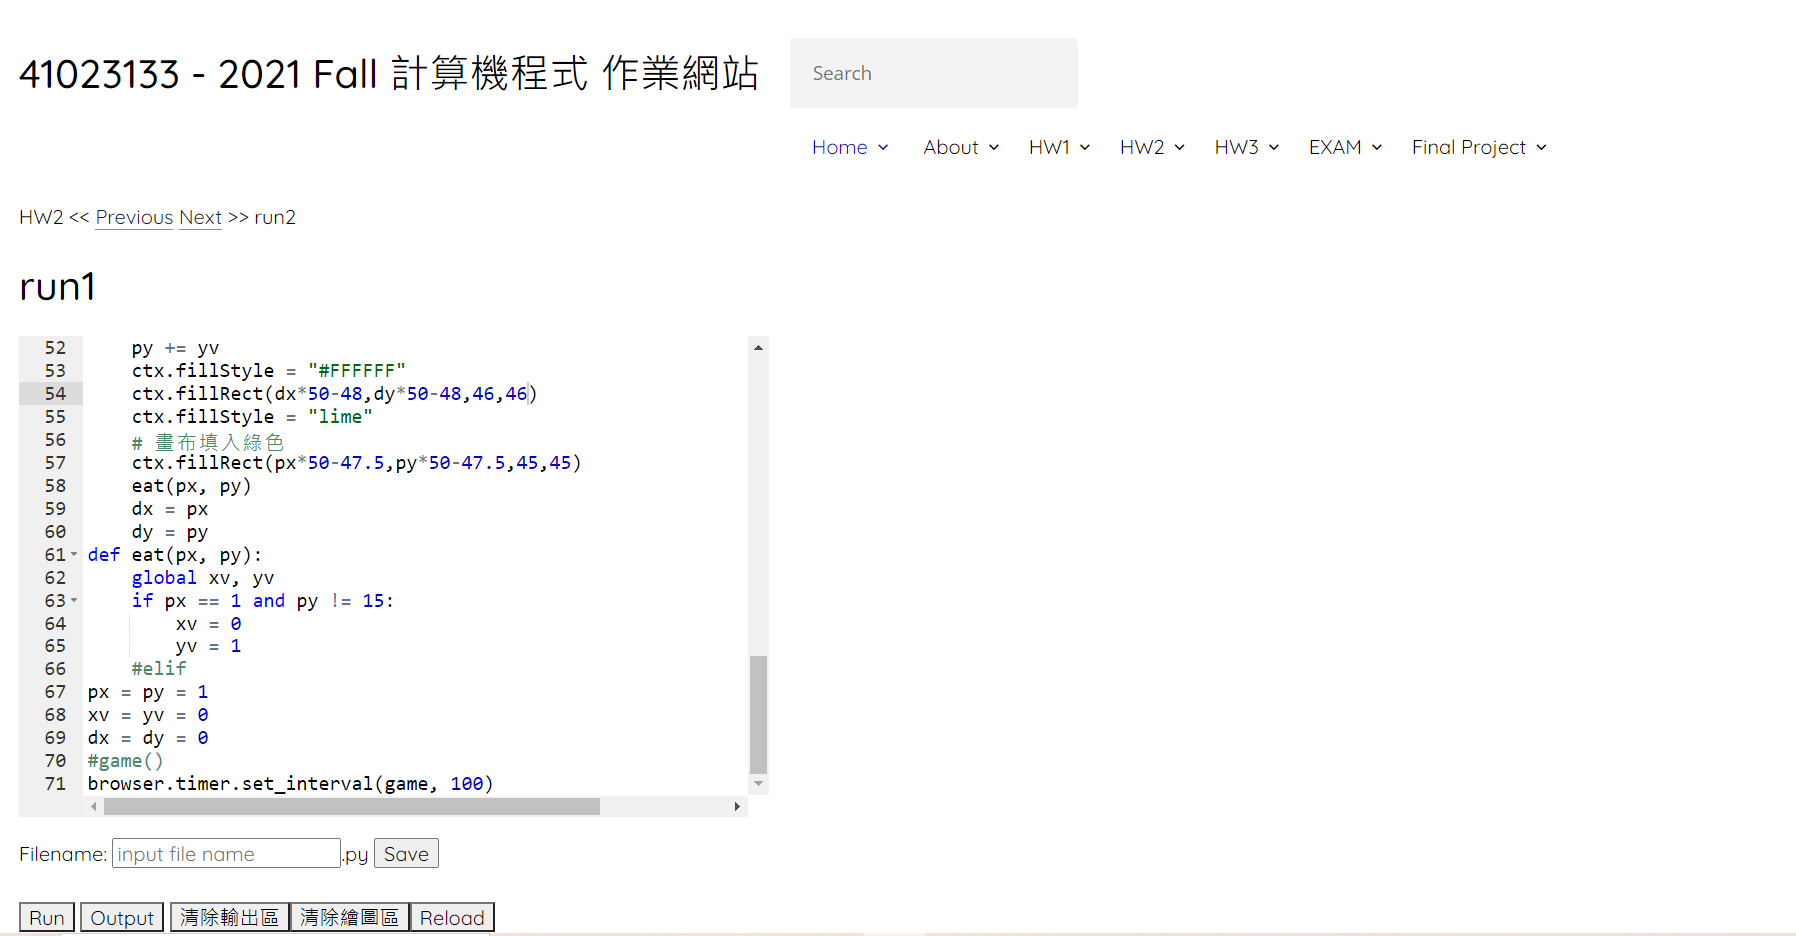 41023133 - 2021 Fall 計算機程式 作業網站
Search
Home About HW1 HW2 HW3 EXAM Final Project
HW2 << Previous Next >> run2
run1
52 py += yv
53 ctx.fillStyle = "#FFFFFF"
54 ctx.fillRect(dx*50-48,dy*50-48,46,46)
55 ctx.fillStyle = "lime"
56 # 畫布填入綠色
57 ctx.fillRect(px*50-47.5,py*50-47.5,45,45)
58 eat(px, py)
59 dx = px
60 dy = py
61 def eat(px, py):
62 global xv, yv
63 if px == 1 and py != 15:
64 xv = 0
65 yv = 1
66 #elif
67 px = py = 1
68 xv = yv = 0
69 dx = dy = 0
70 #game()
71 browser.timer.set_interval(game, 100)
Filename: input file name .py Save
Run Output 清除輸出區 清除繪圖區 Reload